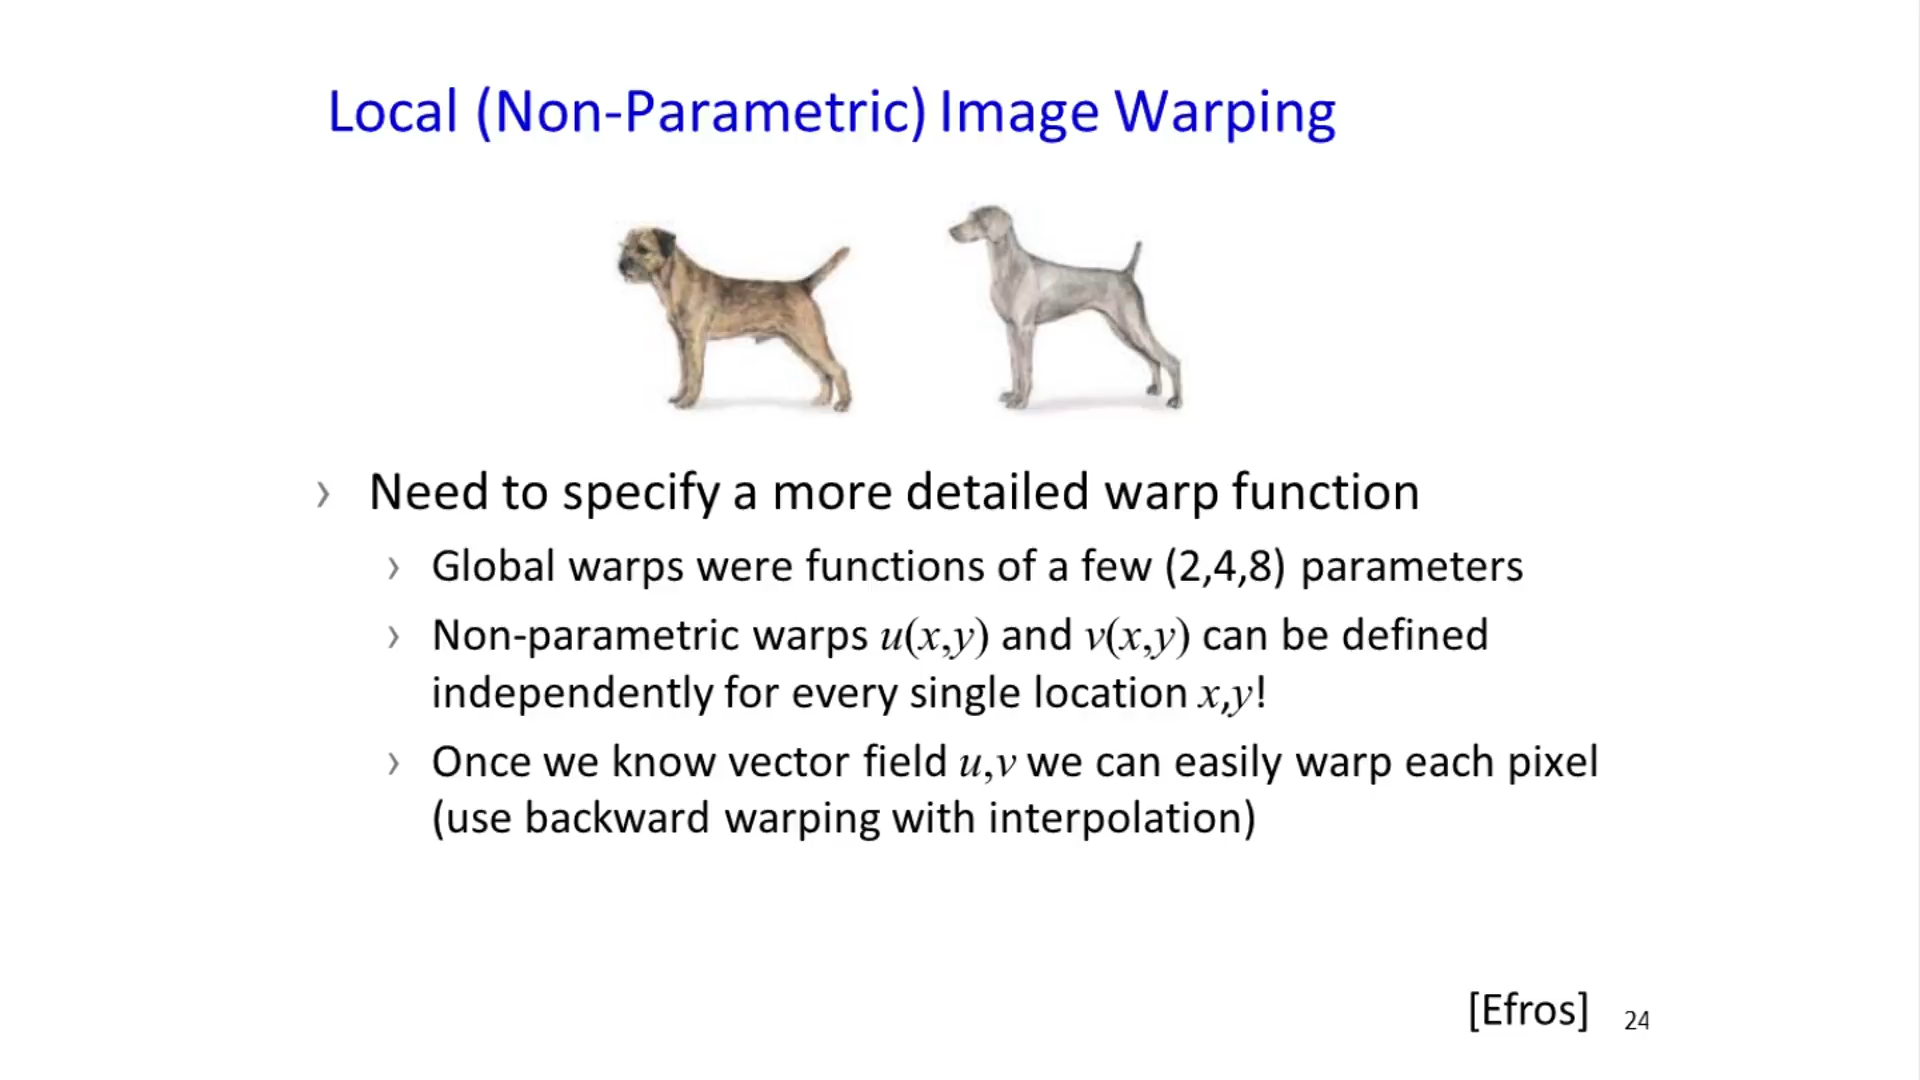 Local (Non-Parametric) Image Warping
› Need to specify a more detailed warp function
› Global warps were functions of a few (2,4,8) parameters
› Non-parametric warps u(x,y) and v(x,y) can be defined
independently for every single location x,y!
› Once we know vector field u,v we can easily warp each pixel
(use backward warping with interpolation)
[Efros] 24